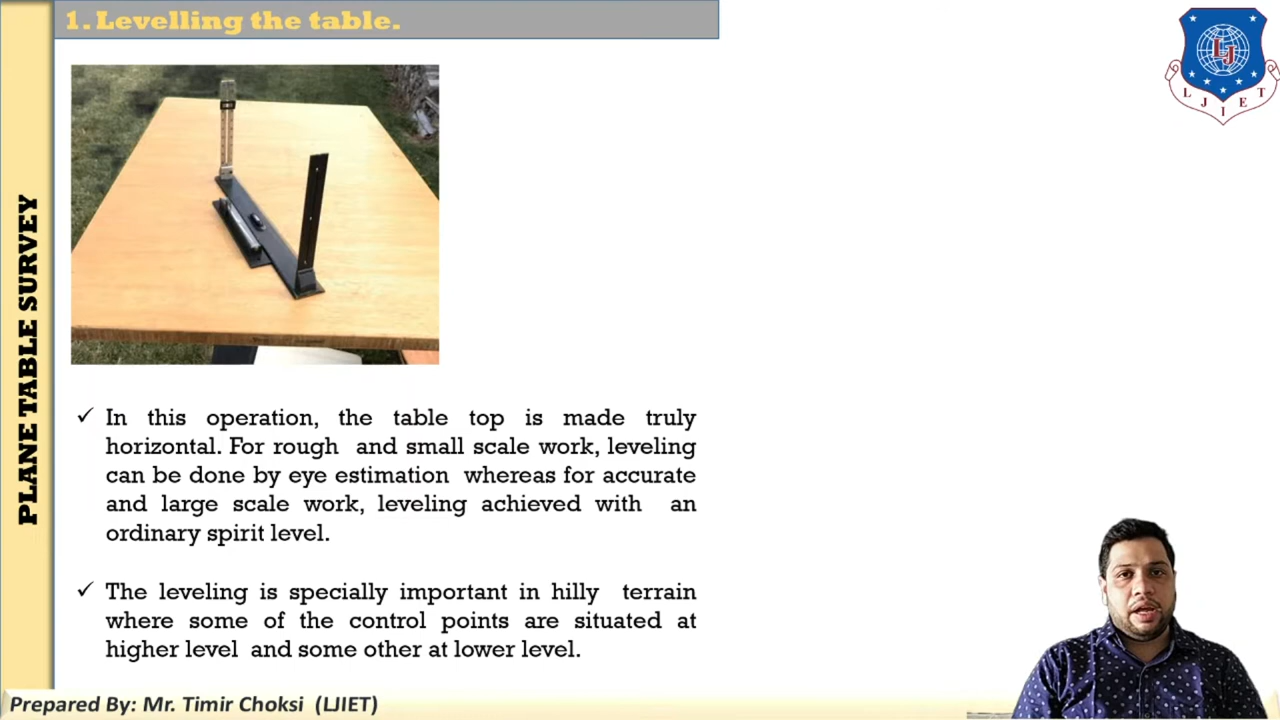 1. Levelling the table.
L J I E T
LJ
PLANE TABLE SURVEY
✓ In this operation, the table top is made truly
horizontal. For rough and small scale work, leveling
can be done by eye estimation whereas for accurate
and large scale work, leveling achieved with an
ordinary spirit level.
✓ The leveling is specially important in hilly terrain
where some of the control points are situated at
higher level and some other at lower level.
Prepared By: Mr. Timir Choksi (LJIET)